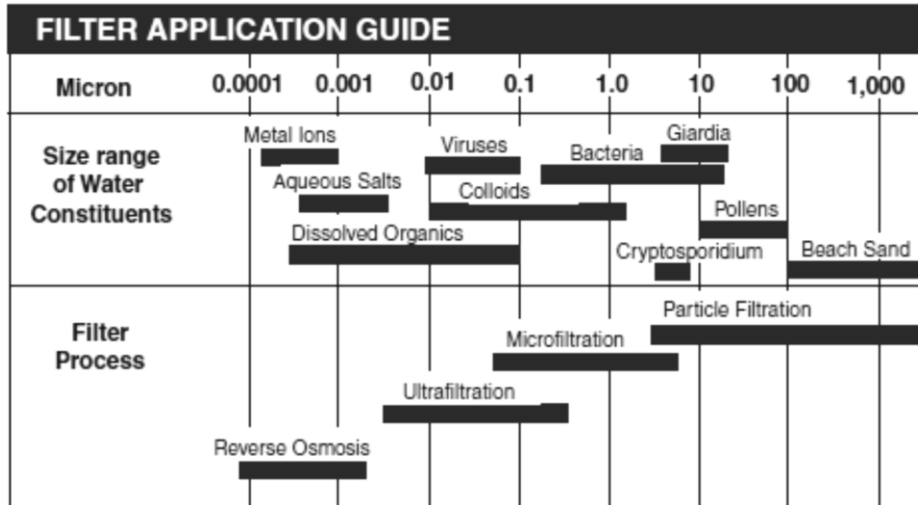 FILTER APPLICATION GUIDE
Micron 0.0001 0.001 0.01 0.1 1.0 10 100 1,000
Size range
of Water
Constituents
Metal Ions
Viruses
Bacteria
Giardia
Aqueous Salts
Colloids
Pollens
Dissolved Organics
Cryptosporidium
Beach Sand
Filter
Process
Particle Filtration
Microfiltration
Ultrafiltration
Reverse Osmosis